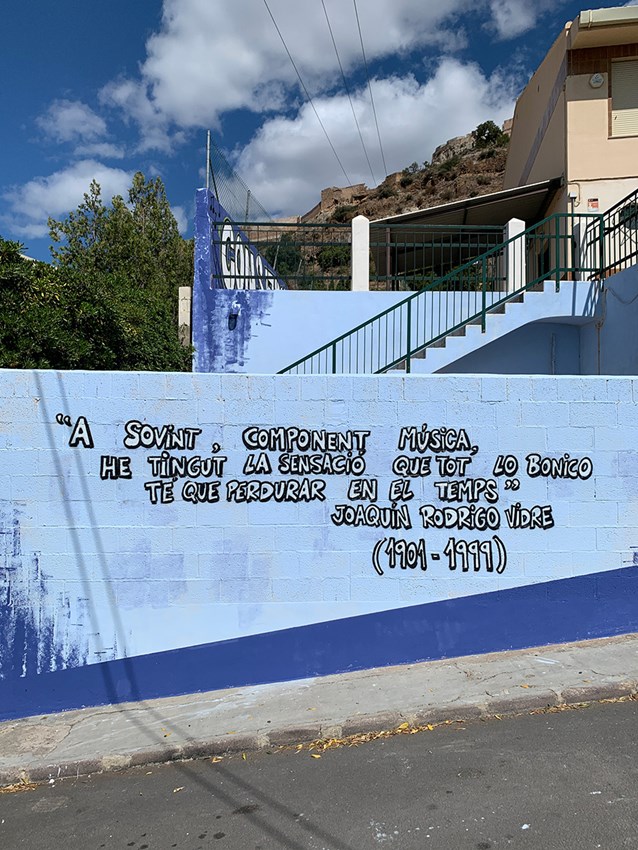 "A SOVINT, COMPONENT MÚSICA,
HE TINGUT LA SENSACIÓ QUE TOT LO BONICO
TÉ QUE PERDURAR EN EL TEMPS"
JOAQUÍN RODRIGO VIDRE
(1901-1999)